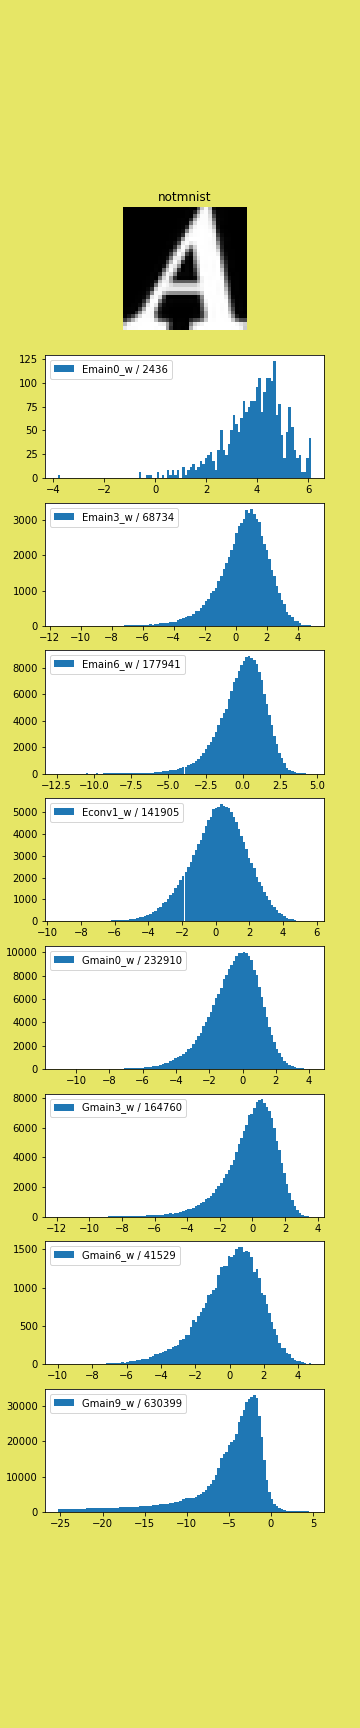 notmnist
A
125
100
75
50
25
0
Emain0_w / 2436
−4 −2 0 2 4 6
3000
2000
1000
0
Emain3_w / 68734
−12 −10 −8 −6 −4 −2 0 2 4
8000
6000
4000
2000
0
Emain6_w / 177941
−12.5 −10.0 −7.5 −5.0 −2.5 0.0 2.5 5.0
5000
4000
3000
2000
1000
0
Econv1_w / 141905
−10 −8 −6 −4 −2 0 2 4 6
10000
8000
6000
4000
2000
0
Gmain0_w / 232910
−10 −8 −6 −4 −2 0 2 4
8000
6000
4000
2000
0
Gmain3_w / 164760
−12 −10 −8 −6 −4 −2 0 2 4
1500
1000
500
0
Gmain6_w / 41529
−10 −8 −6 −4 −2 0 2 4
30000
20000
10000
0
Gmain9_w / 630399
−25 −20 −15 −10 −5 0 5